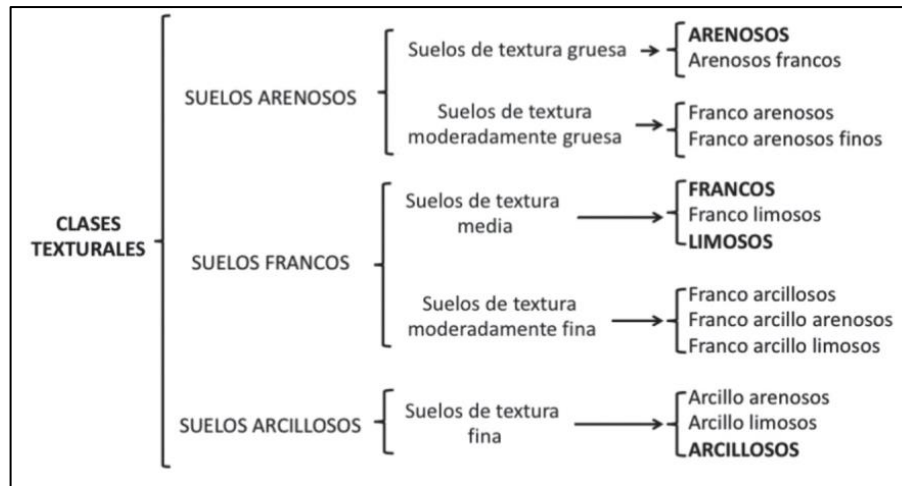 CLASES
TEXTURALES
SUELOS ARENOSOS
Suelos de textura gruesa
ARENOSOS
Arenosos francos
Suelos de textura
moderadamente gruesa
Franco arenosos
Franco arenosos finos
SUELOS FRANCOS
Suelos de textura
media
FRANCOS
Franco limosos
LIMOSOS
Suelos de textura
moderadamente fina
Franco arcillosos
Franco arcillo arenosos
Franco arcillo limosos
SUELOS ARCILLOSOS
Suelos de textura
fina
Arcillo arenosos
Arcillo limosos
ARCILLOSOS